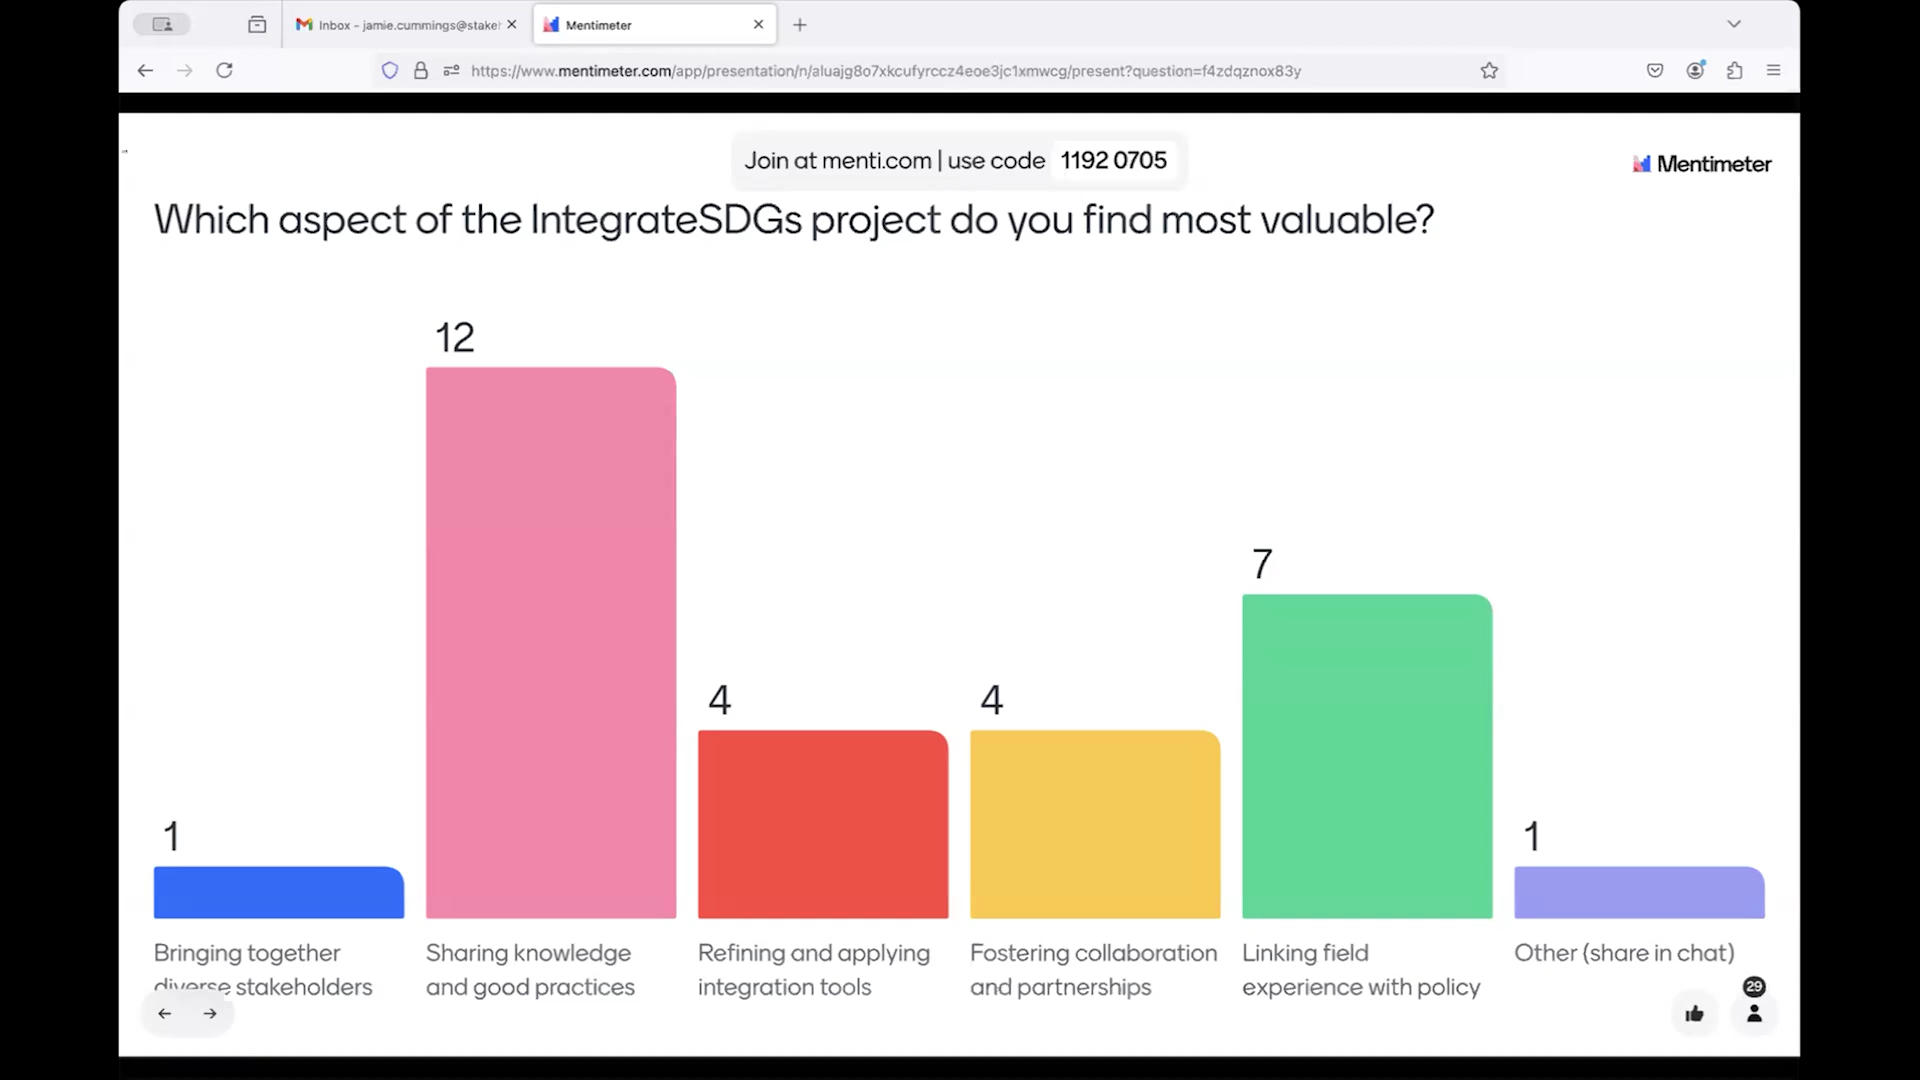 Inbox - jamie.cummings@stakeh
Mentimeter
https://www.mentimeter.com/app/presentation/n/aluajg8o7xkcufyrccz4eoe3jc1xmwcg/present?question=f4zdqznox83y
Join at menti.com | use code 1192 0705
Mentimeter
Which aspect of the IntegrateSDGs project do you find most valuable?
1
12
4
4
7
1
Bringing together
diverse stakeholders
Sharing knowledge
and good practices
Refining and applying
integration tools
Fostering collaboration
and partnerships
Linking field
experience with policy
Other (share in chat)
29